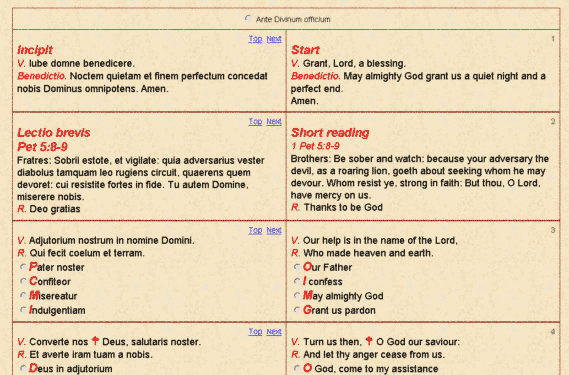 Ante Divinum officium
Top Next
Incipit
V. Iube domne benedicere.
Benedictio. Noctem quietam et finem perfectum concedat
nobis Dominus omnipotens. Amen.
1
Start
V. Grant, Lord, a blessing.
Benedictio. May almighty God grant us a quiet night and a
perfect end.
Amen.
Top Next
Lectio brevis
Pet 5:8-9
Fratres: Sobrii estote, et vigilate: quia adversarius vester
diabolus tamquam leo rugiens circuit, quaerens quem
devoret: cui resistite fortes in fide. Tu autem Domine,
miserere nobis.
R. Deo gratias
2
Short reading
1 Pet 5:8-9
Brothers: Be sober and watch: because your adversary the
devil, as a roaring lion, goeth about seeking whom he may
devour. Whom resist ye, strong in faith: But thou, O Lord,
have mercy on us.
R. Thanks to be God
Top Next
V. Adjutorium nostrum in nomine Domini.
R. Qui fecit coelum et terram.
Pater noster
Confiteor
Misereatur
Indulgentiam
3
V. Our help is in the name of the Lord,
R. Who made heaven and earth.
Our Father
I confess
May almighty God
Grant us pardon
Top Next
V. Converte nos ✝ Deus, salutaris noster.
R. Et averte iram tuam a nobis.
Deus in adjutorium
4
V. Turn us then, ✝ O God our saviour:
R. And let thy anger cease from us.
O God, come to my assistance